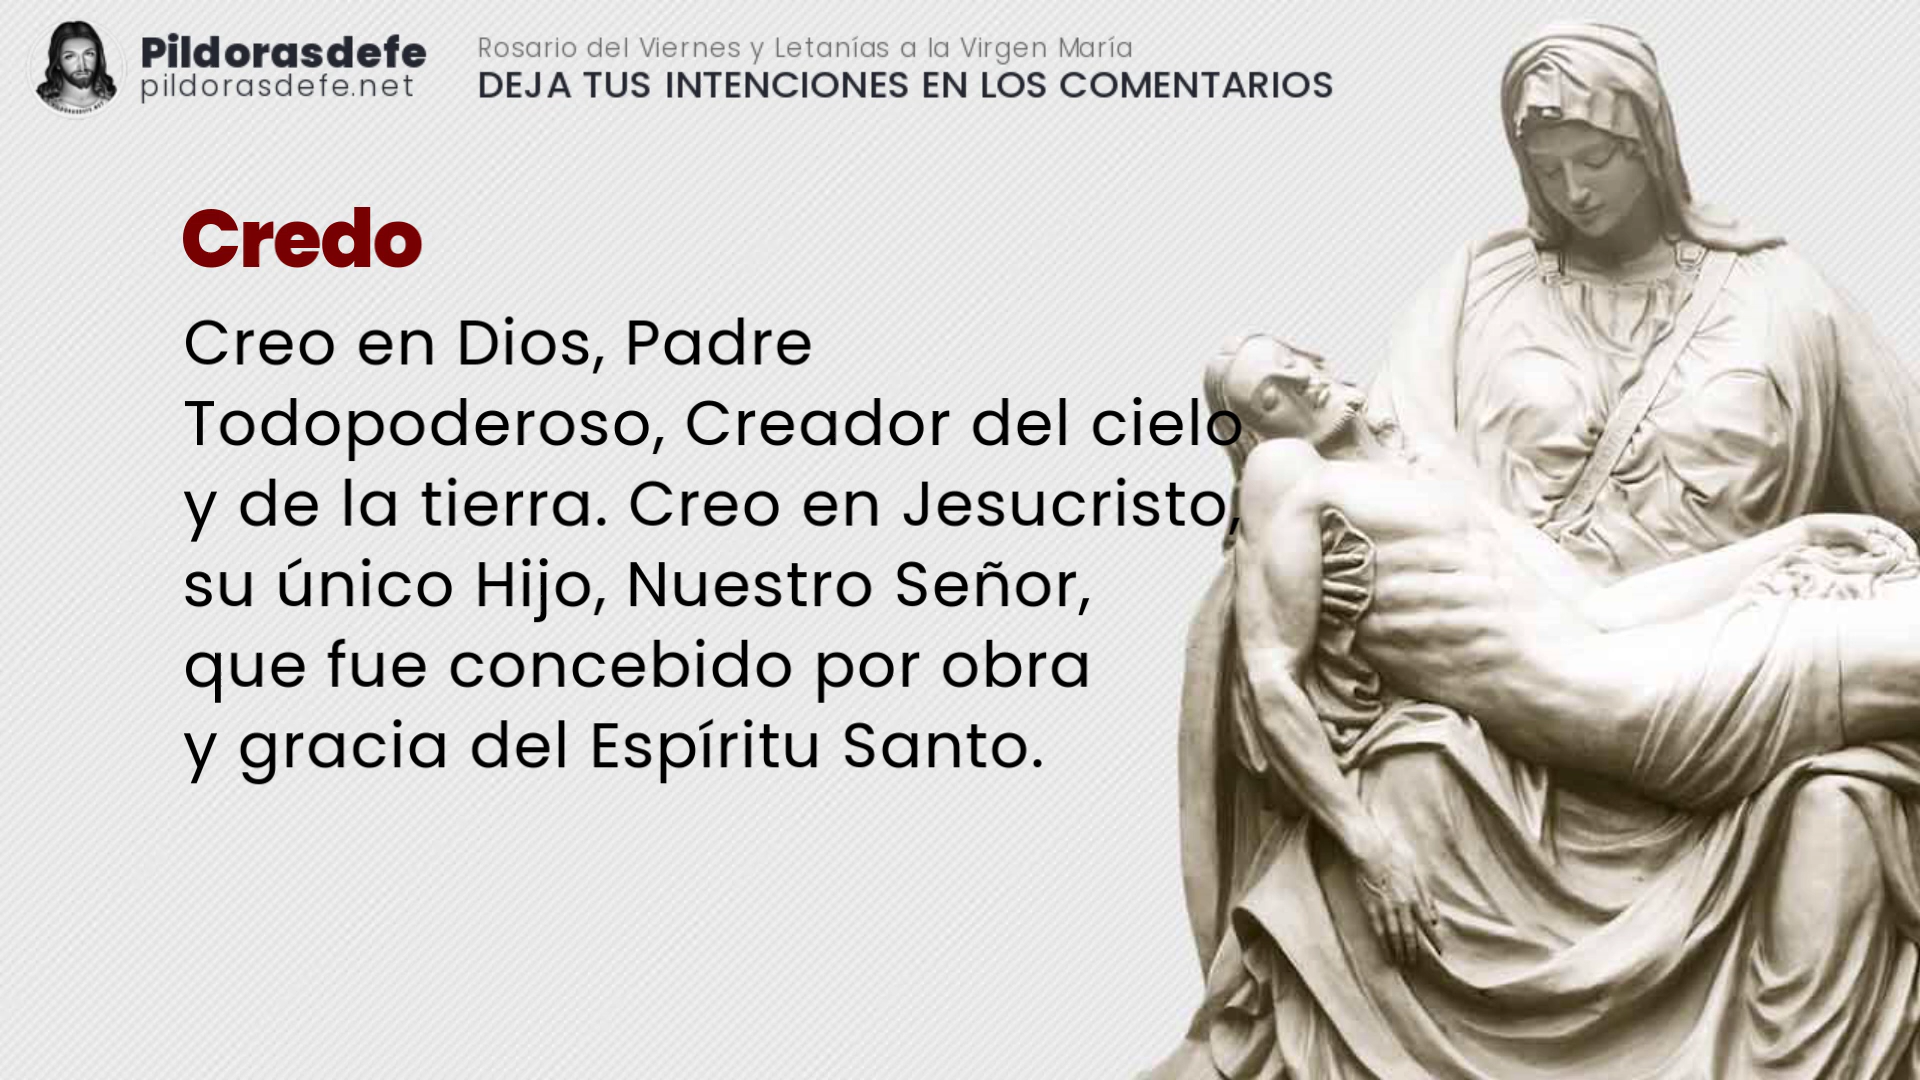 Pildorasdefe
pildorasdefe.net
Rosario del Viernes y Letanías a la Virgen María
DEJA TUS INTENCIONES EN LOS COMENTARIOS
Credo
Creo en Dios, Padre
Todopoderoso, Creador del cielo
y de la tierra. Creo en Jesucristo,
su único Hijo, Nuestro Señor,
que fue concebido por obra
y gracia del Espíritu Santo.